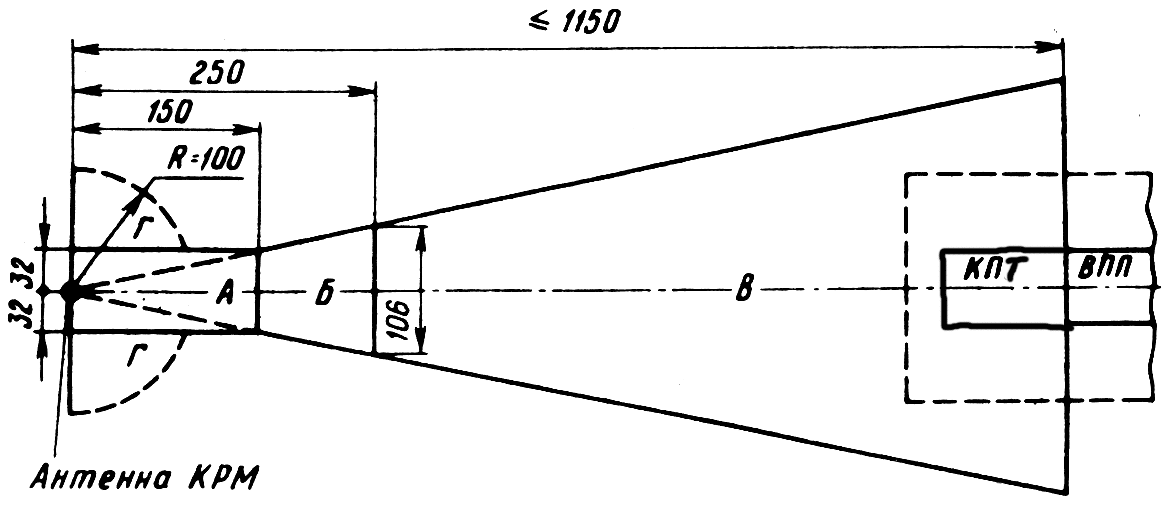 ≤ 1150
250
150
R=100
Г
32
32
А
Б
106
В
КПТ
ВПП
Г
Антенна КРМ